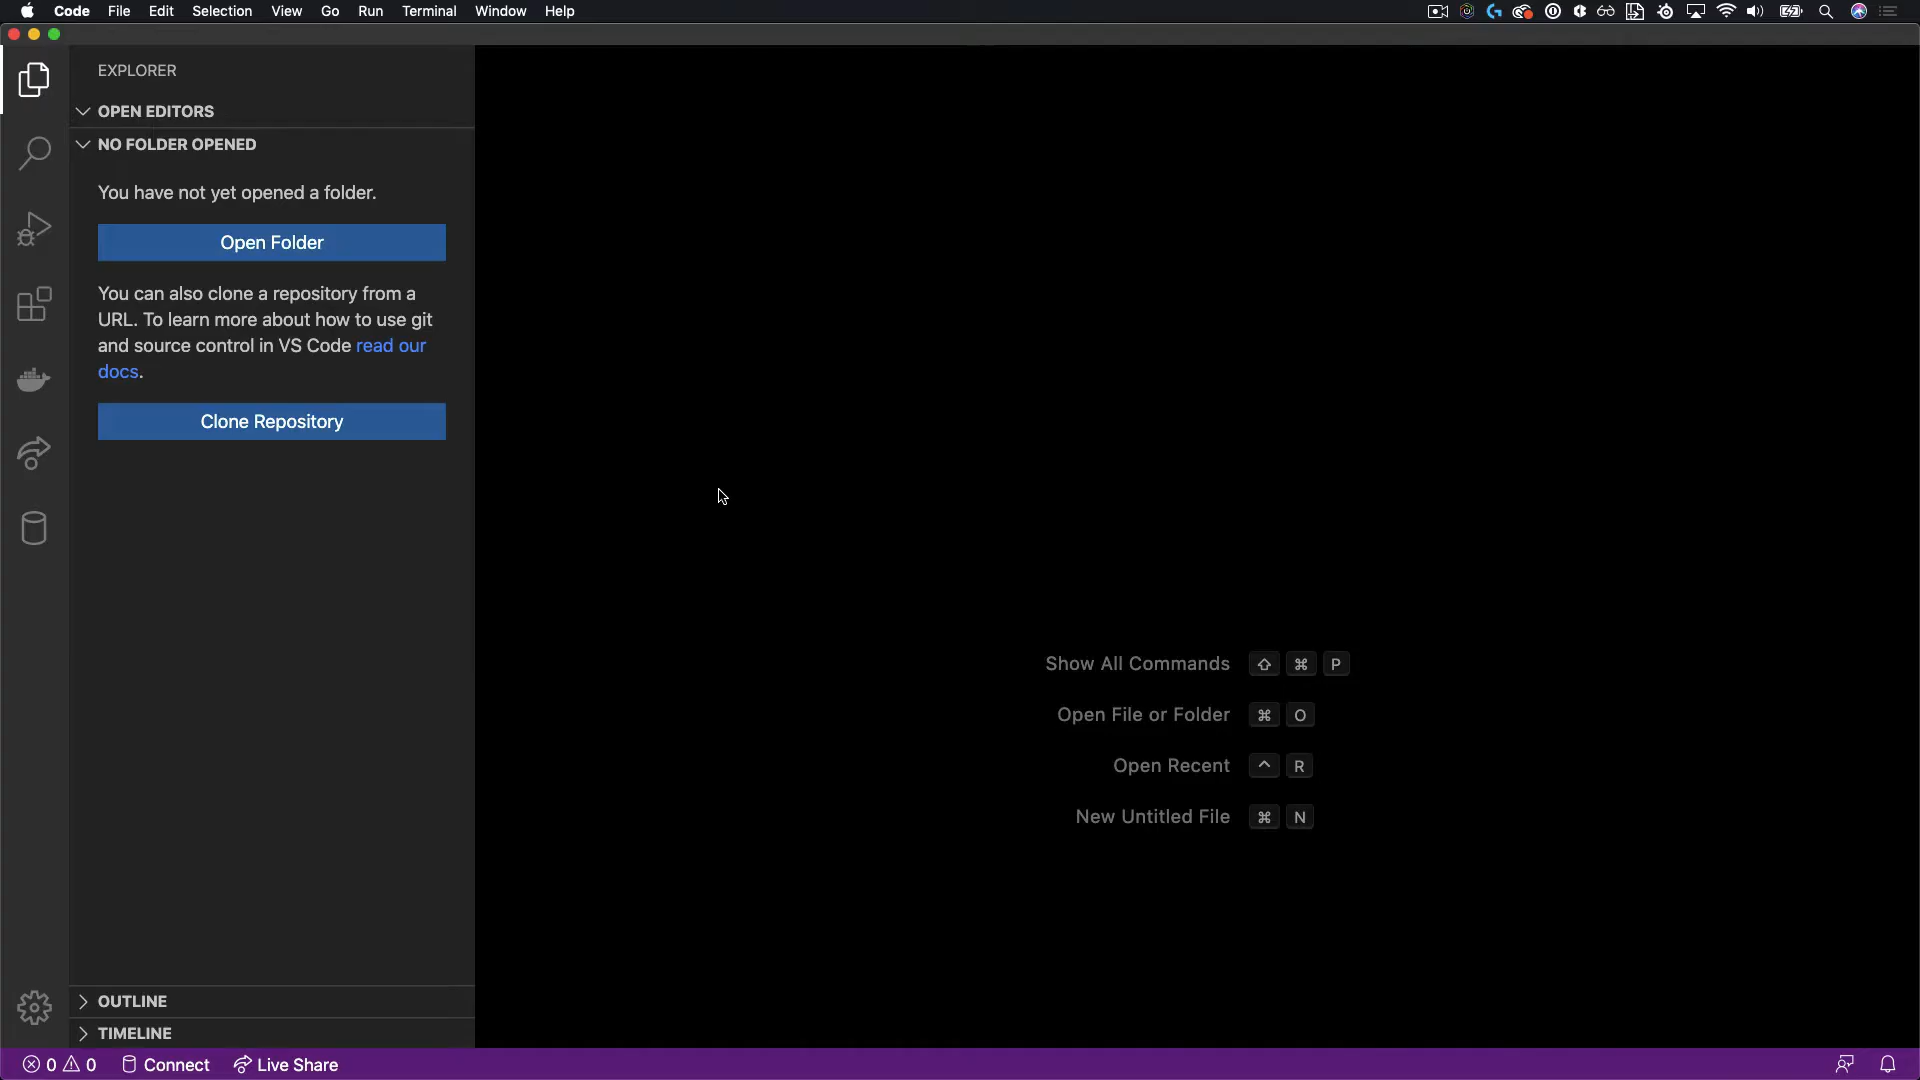 Code File Edit Selection View Go Run Terminal Window Help
EXPLORER
OPEN EDITORS
NO FOLDER OPENED
You have not yet opened a folder.
Open Folder
You can also clone a repository from a
URL. To learn more about how to use git
and source control in VS Code read our
docs.
Clone Repository
Show All Commands ⇧ ⌘ P
Open File or Folder ⌘ O
Open Recent ^ R
New Untitled File ⌘ N
OUTLINE
TIMELINE
0 0 Connect Live Share